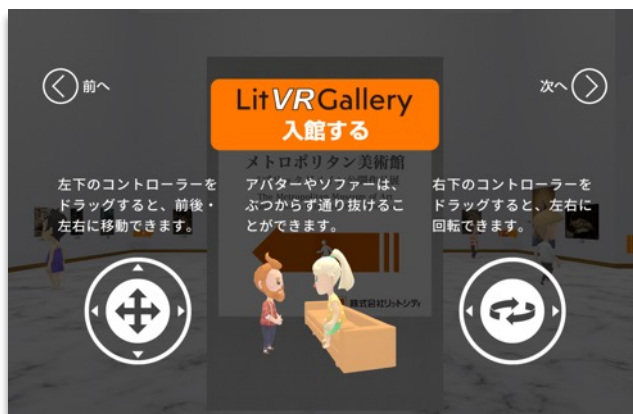 前へ
次へ
LitVRGallery
入館する
メトロポリタン美術館
左下のコントローラーを
ドラッグすると、前後・
左右に移動できます。
アバターやソファーは、
ぶつからず通り抜けるこ
とができます。
右下のコントローラーを
ドラッグすると、左右に
回転できます。
株式会社リットシティ